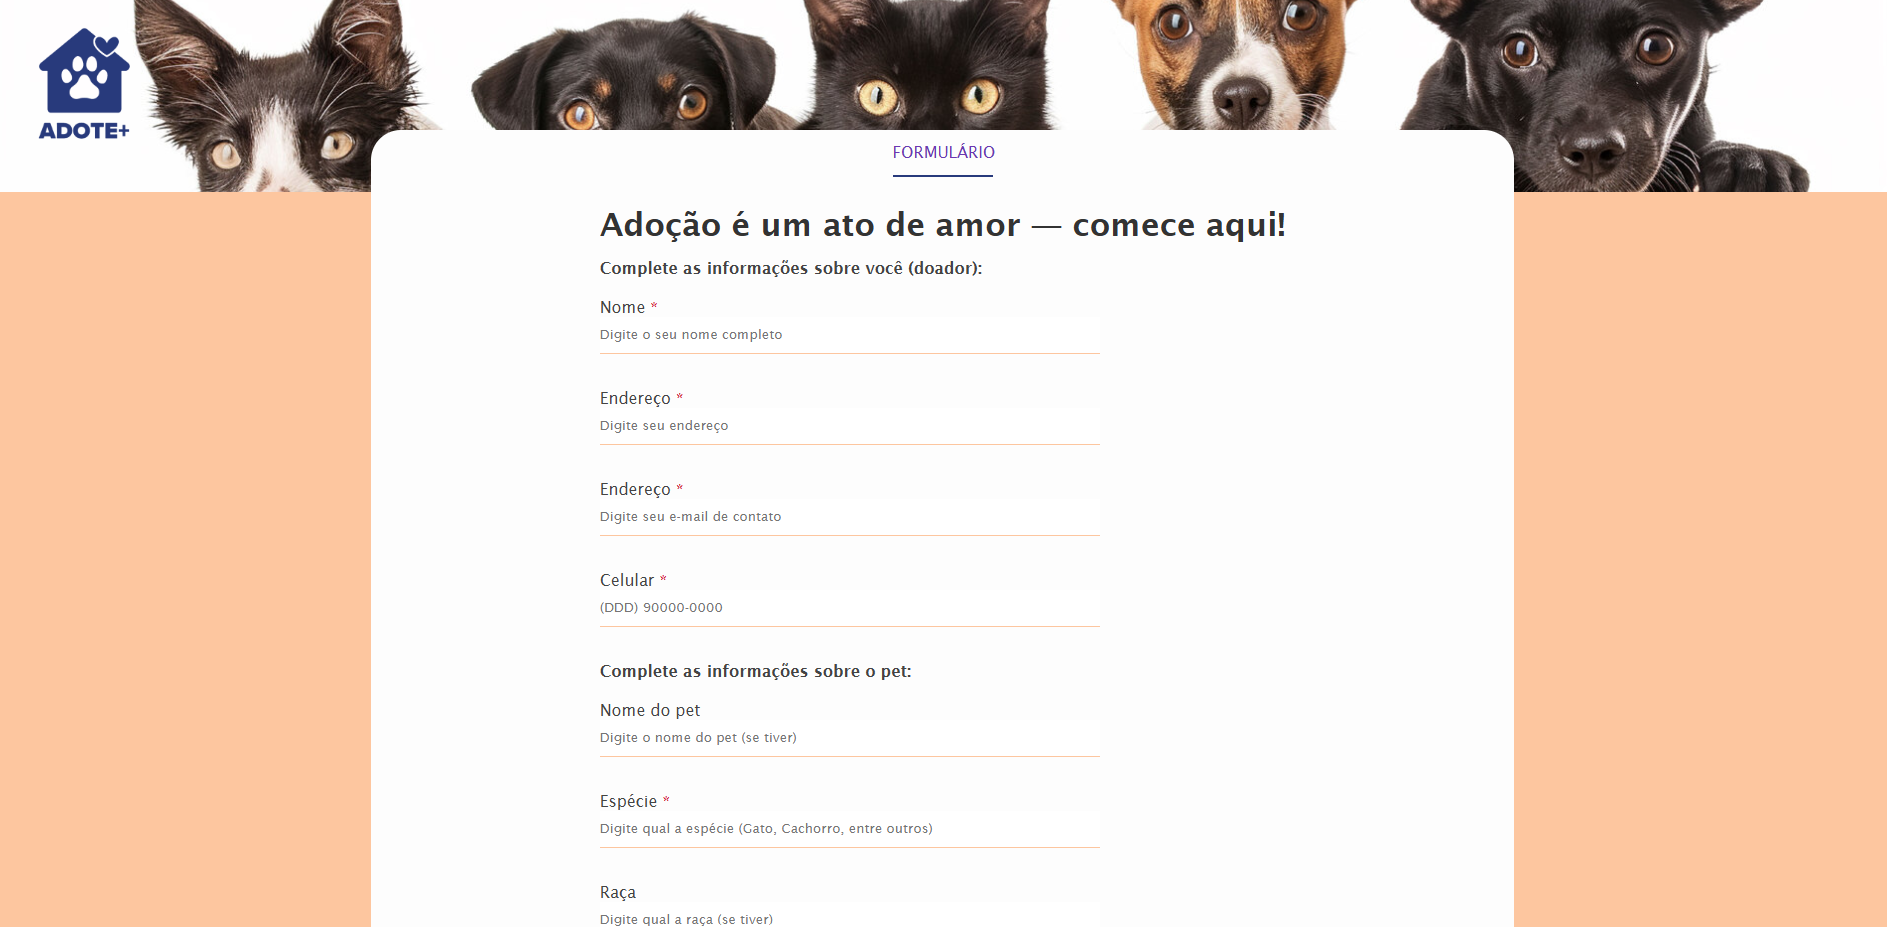 ADOTE+
FORMULÁRIO
Adoção é um ato de amor — comece aqui!
Complete as informações sobre você (doador):
Nome *
Digite o seu nome completo
Endereço *
Digite seu endereço
Endereço *
Digite seu e-mail de contato
Celular *
(DDD) 90000-0000
Complete as informações sobre o pet:
Nome do pet
Digite o nome do pet (se tiver)
Espécie *
Digite qual a espécie (Gato, Cachorro, entre outros)
Raça
Digite qual a raça (se tiver)